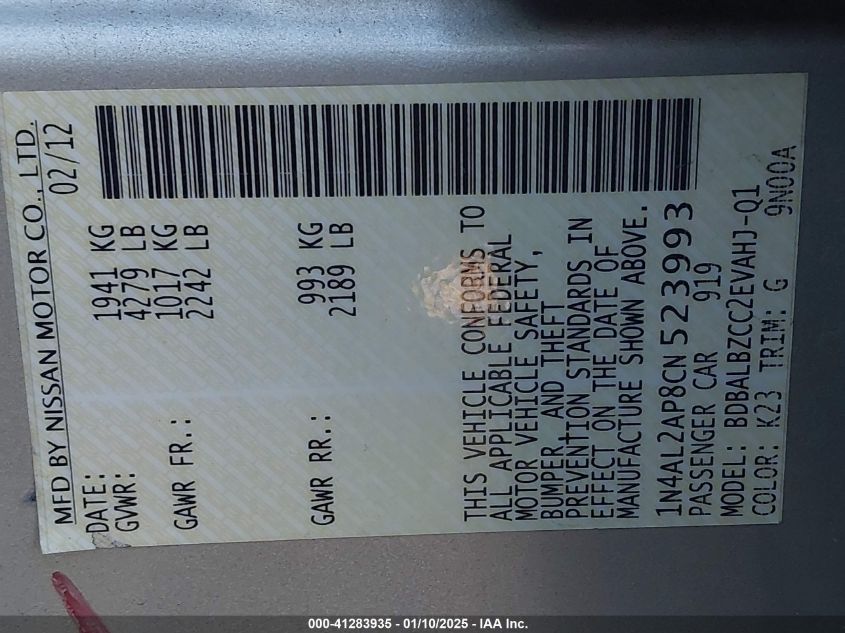 MFD BY NISSAN MOTOR CO., LTD.
DATE: 02/12
GVWR: 1941 KG
4279 LB
GAWR FR.: 1017 KG
2242 LB
GAWR RR.: 993 KG
2189 LB
THIS VEHICLE CONFORMS TO
ALL APPLICABLE FEDERAL
MOTOR VEHICLE SAFETY,
BUMPER, AND THEFT
PREVENTION STANDARDS IN
EFFECT ON THE DATE OF
MANUFACTURE SHOWN ABOVE.
1N4AL2AP8CN523993
PASSENGER CAR 919
MODEL: BDBALBZCC2EVAHJ-Q1
COLOR: K23 TRIM: G 9N00A
000-41283935 - 01/10/2025 - IAA Inc.